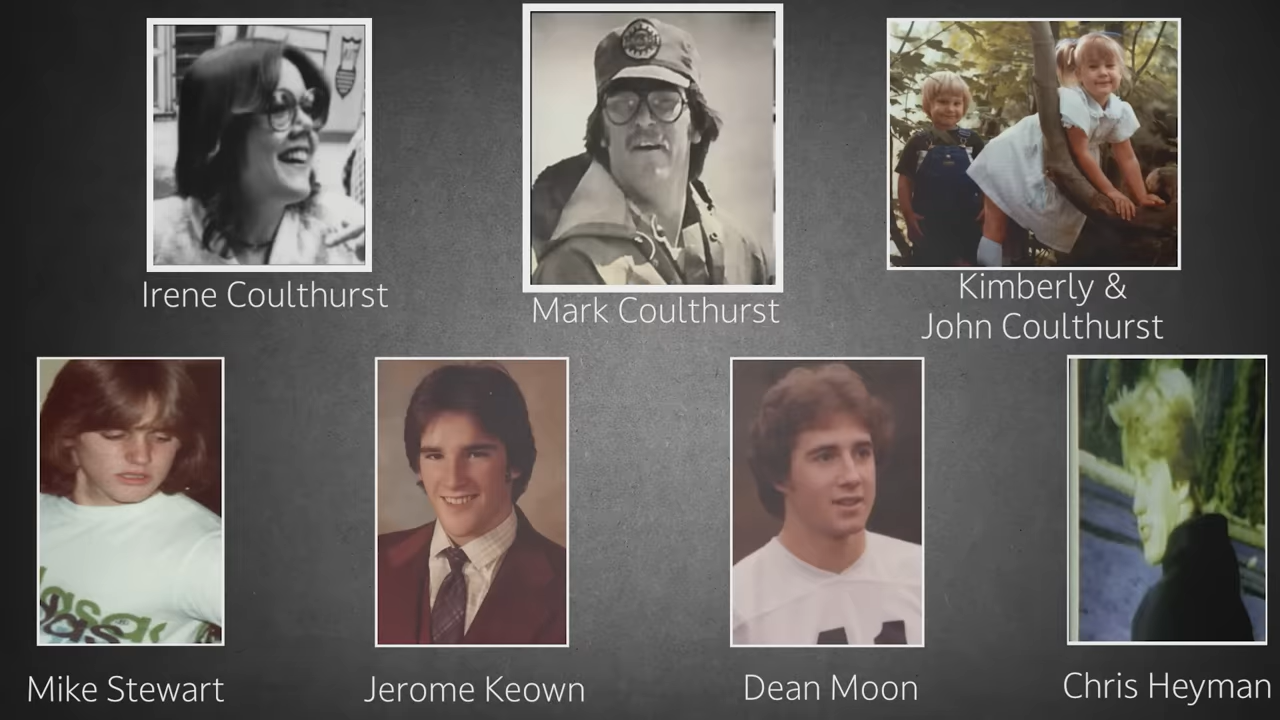 Irene Coulthurst
Mark Coulthurst
Kimberly &
John Coulthurst
Mike Stewart
Jerome Keown
Dean Moon
Chris Heyman